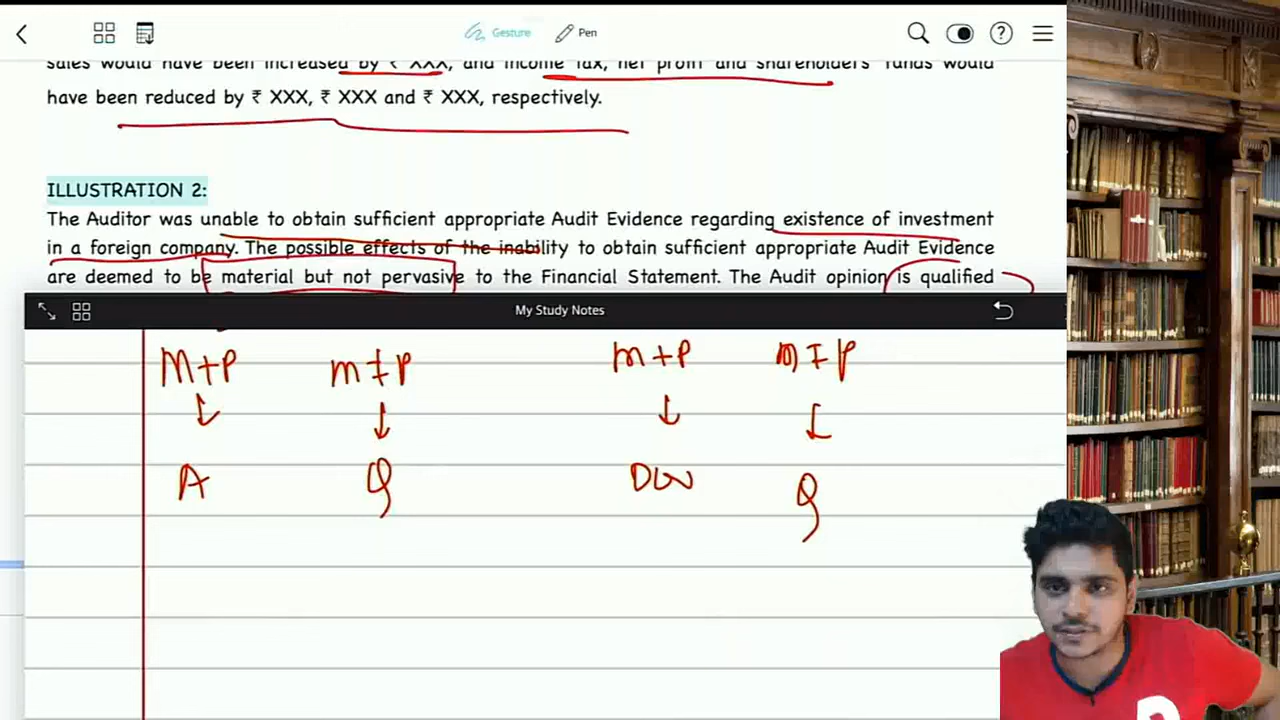 Gesture
Pen
sales would have been increased by ₹ XXX, and income tax, net profit and shareholders' funds would
have been reduced by ₹ XXX, ₹ XXX and ₹ XXX, respectively.
ILLUSTRATION 2:
The Auditor was unable to obtain sufficient appropriate Audit Evidence regarding existence of investment
in a foreign company. The possible effects of the inability to obtain sufficient appropriate Audit Evidence
are deemed to be material but not pervasive to the Financial Statement. The Audit opinion is qualified
My Study Notes
M+P m ≠ P m+P m ≠ p
↓ ↓ ↓ ↓
A Q Q